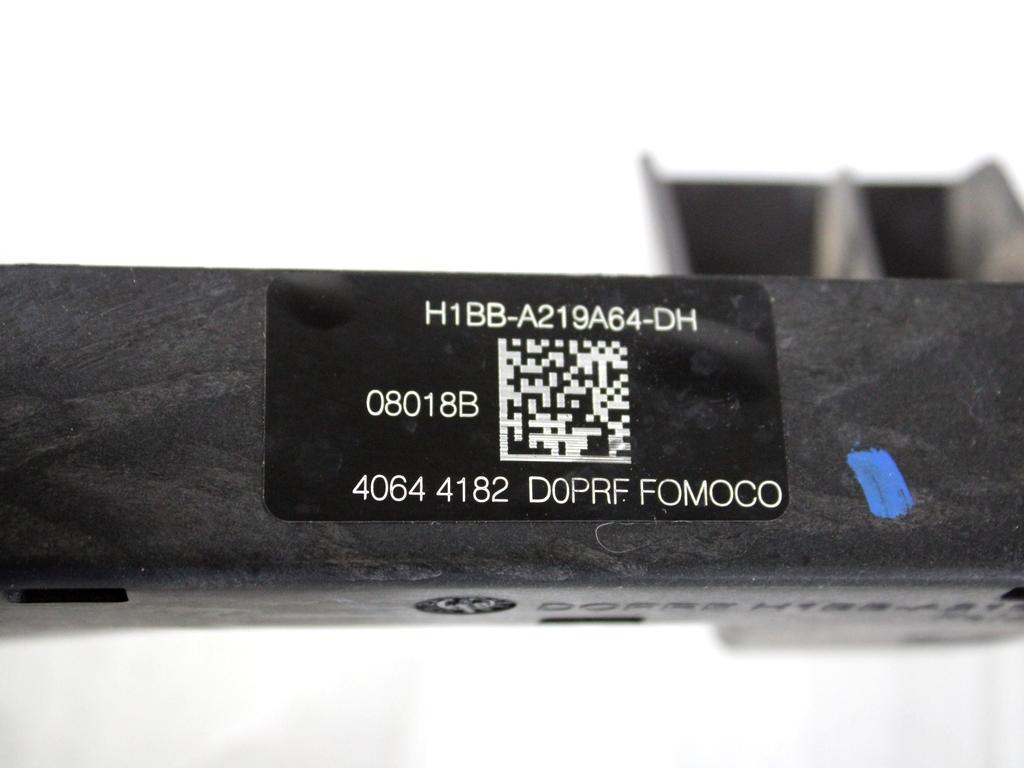 H1BB-A219A64-DH
08018B
4064 4182 D0PRF FOMOCO